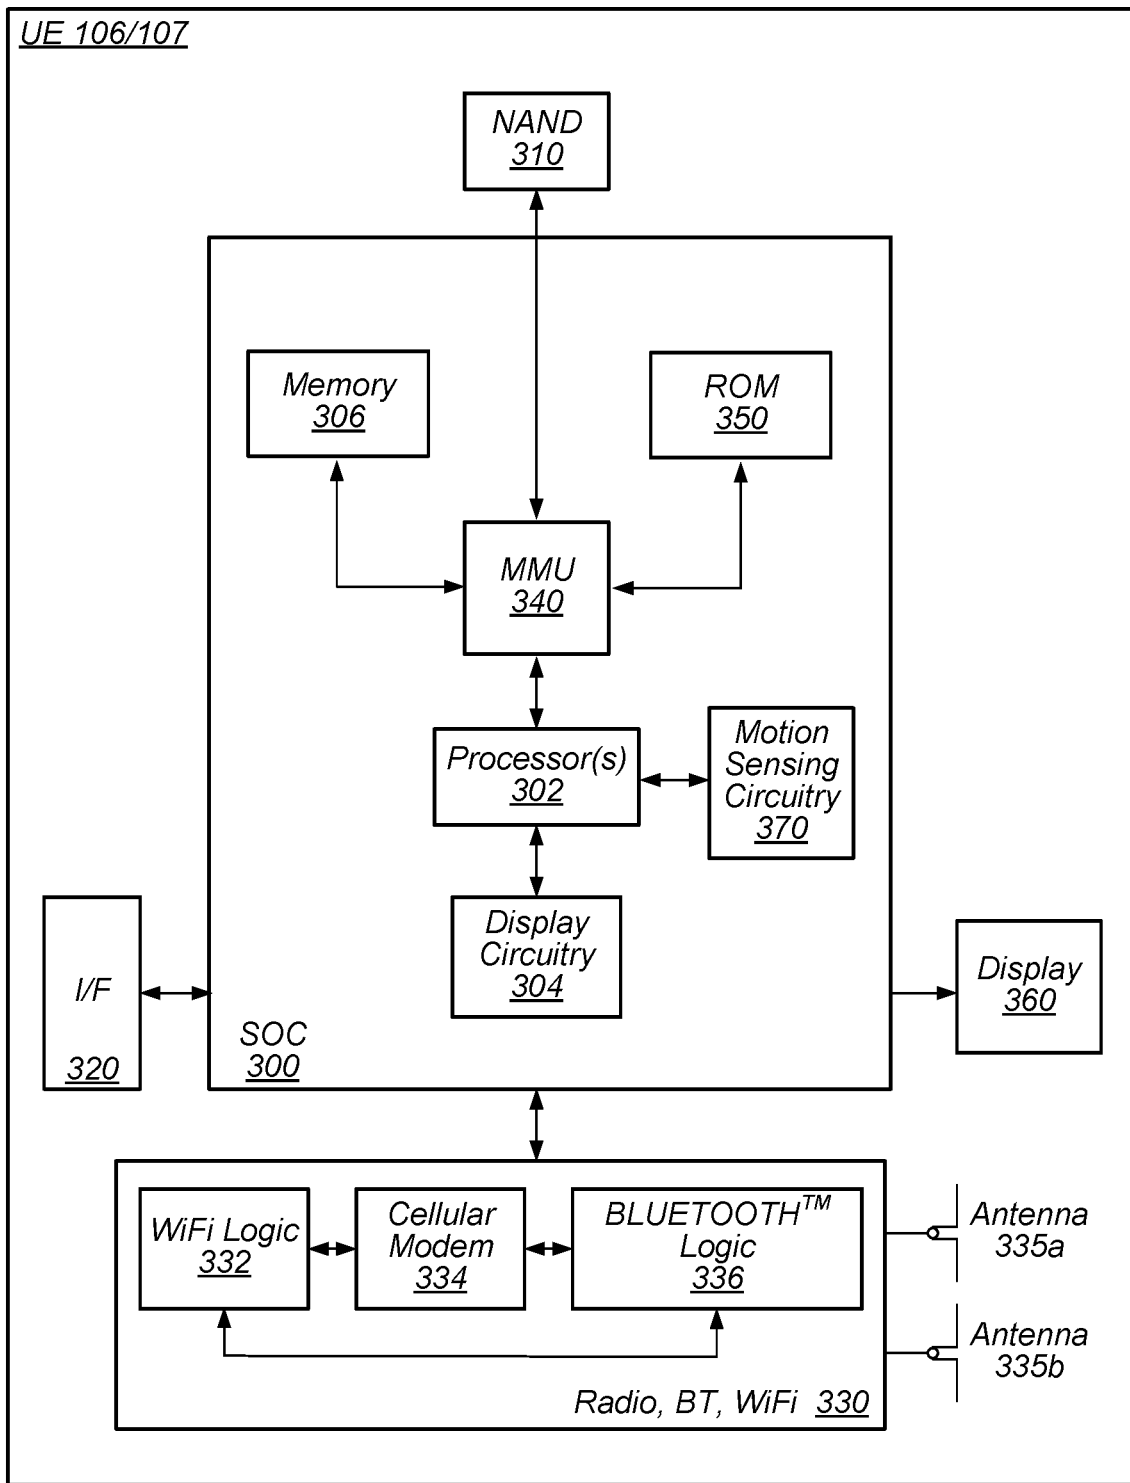 UE 106/107
NAND
310
Memory
306
ROM
350
MMU
340
Processor(s)
302
Motion
Sensing
Circuitry
370
Display
Circuitry
304
I/F
320
SOC
300
Display
360
WiFi Logic
332
Cellular
Modem
334
BLUETOOTH™
Logic
336
Antenna
335a
Antenna
335b
Radio, BT, WiFi 330